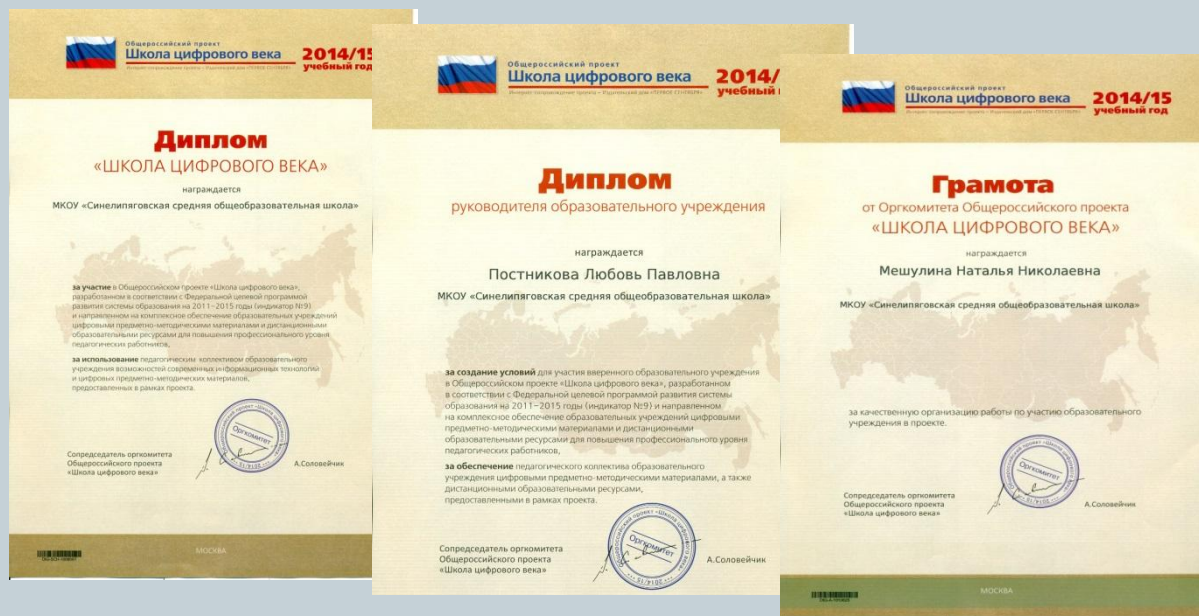 Общероссийский проект
Школа цифрового века
2014/15
учебный год
Диплом
«ШКОЛА ЦИФРОВОГО ВЕКА»
награждается
МКОУ «Синелипяговская средняя общеобразовательная школа»
за участие в Общероссийском проекте «Школа цифрового века»,
разработанном в соответствии с Федеральной целевой программой
развития системы образования на 2011–2015 годы (индикатор №9)
и направленном на комплексное обеспечение образовательных учреждений
цифровыми предметно-методическими материалами и дистанционными
образовательными ресурсами для повышения профессионального уровня
педагогических работников,
за использование педагогическим коллективом образовательного
учреждения возможностей современных информационных технологий
и цифровых предметно-методических материалов,
предоставленных в рамках проекта.
Сопредседатель оргкомитета
Общероссийского проекта
«Школа цифрового века»
Оргкомитет
А.Соловейчик
МОСКВА
Общероссийский проект
Школа цифрового века
2014/
учебный
Диплом
руководителя образовательного учреждения
награждается
Постникова Любовь Павловна
МКОУ «Синелипяговская средняя общеобразовательная школа»
за создание условий для участия вверенного образовательного учреждения
в Общероссийском проекте «Школа цифрового века», разработанном
в соответствии с Федеральной целевой программой развития системы
образования на 2011–2015 годы (индикатор №9) и направленном
на комплексное обеспечение образовательных учреждений цифровыми
предметно-методическими материалами и дистанционными
образовательными ресурсами для повышения профессионального уровня
педагогических работников,
за обеспечение педагогического коллектива образовательного
учреждения цифровыми предметно-методическими материалами, а также
дистанционными образовательными ресурсами,
предоставленными в рамках проекта.
Сопредседатель оргкомитета
Общероссийского проекта
«Школа цифрового века»
Оргкомитет
А.Соловейчик
Общероссийский проект
Школа цифрового века
2014/15
учебный год
Грамота
от Оргкомитета Общероссийского проекта
«ШКОЛА ЦИФРОВОГО ВЕКА»
награждается
Мешулина Наталья Николаевна
МКОУ «Синелипяговская средняя общеобразовательная школа»
за качественную организацию работы по участию образовательного
учреждения в проекте.
Сопредседатель оргкомитета
Общероссийского проекта
«Школа цифрового века»
Оргкомитет
А.Соловейчик
МОСКВА